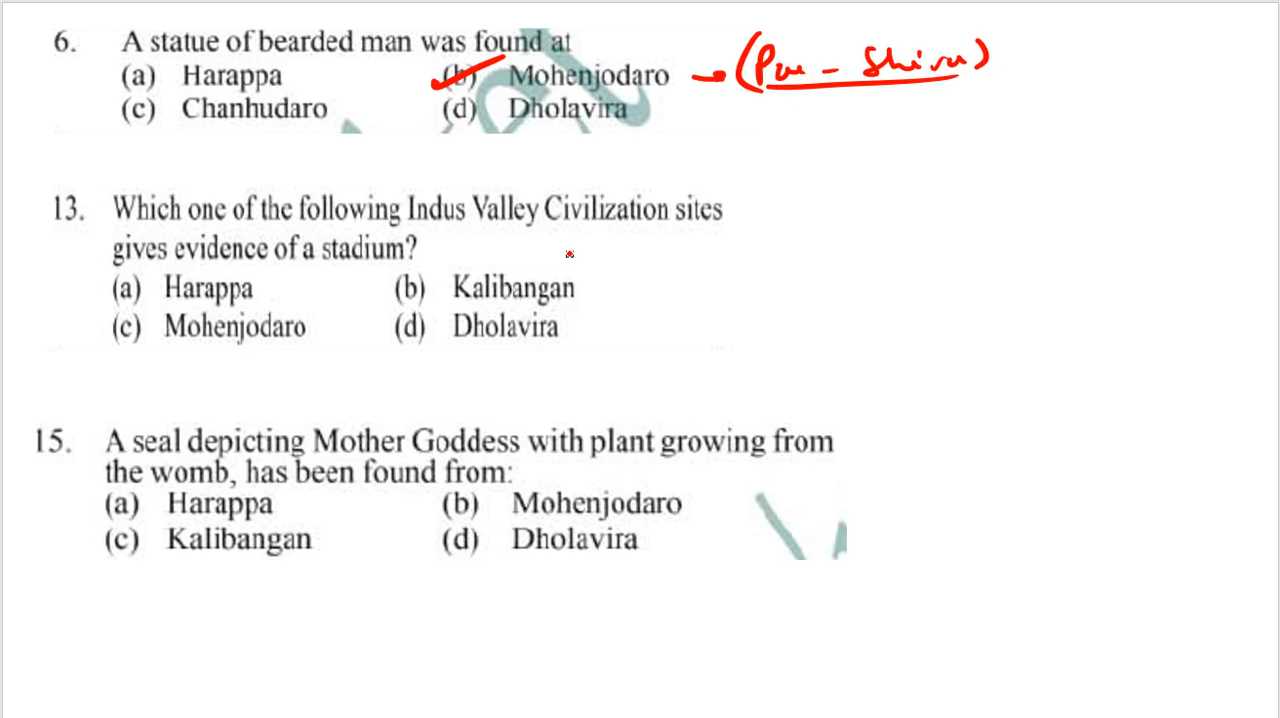 6. A statue of bearded man was found at
(a) Harappa (b) Mohenjodaro → (Pre - Shiva)
(c) Chanhudaro (d) Dholavira
13. Which one of the following Indus Valley Civilization sites
gives evidence of a stadium?
(a) Harappa (b) Kalibangan
(c) Mohenjodaro (d) Dholavira
15. A seal depicting Mother Goddess with plant growing from
the womb, has been found from:
(a) Harappa (b) Mohenjodaro
(c) Kalibangan (d) Dholavira